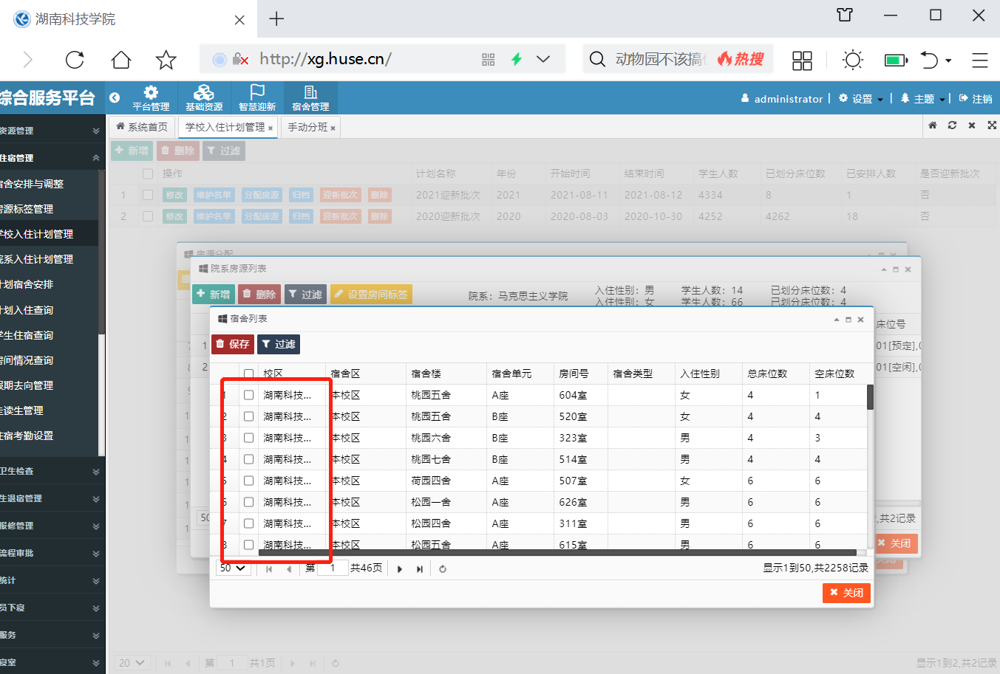 湖南科技学院
http://xg.huse.cn/
动物园不该搞
热搜
综合服务平台
平台管理
基础资源
智慧迎新
宿舍管理
administrator
设置
主题
注销
资源管理
系统首页
学校入住计划管理
手动分班
住宿管理
新增 删除 过滤
操作 计划名称 年份 开始时间 结束时间 学生人数 已划分床位数 已安排人数 是否迎新批次
1 修改 维护名单 分配房源 归档 迎新批次 删除 2021迎新批次 2021 2021-08-11 2021-08-12 4334 8 1 否
2 修改 维护名单 分配房源 归档 迎新批次 删除 2020迎新批次 2020 2020-08-03 2020-10-30 4252 4262 18 否
宿舍安排与调整
房源标签管理
学校入住计划管理
院系入住计划管理
计划宿舍安排
计划入住查询
学生住宿查询
房间情况查询
假期去向管理
走读生管理
住宿考勤设置
卫生检查
生退宿管理
报修管理
流程审批
统计
员下寝
服务
寝室
房源分配
院系房源列表
新增 删除 过滤 设置房间标签
院系：马克思主义学院
入住性别：男 学生人数：14 已划分床位数：4
入住性别：女 学生人数：66 已划分床位数：4
床位号
1 01[预定],
2 01[空闲],
宿舍列表
保存 过滤
校区 宿舍区 宿舍楼 宿舍单元 房间号 宿舍类型 入住性别 总床位数 空床位数
1 湖南科技... 本校区 桃园五舍 A座 604室 女 4 1
2 湖南科技... 本校区 桃园五舍 B座 520室 女 4 4
3 湖南科技... 本校区 桃园六舍 B座 323室 男 4 3
4 湖南科技... 本校区 桃园七舍 B座 514室 男 4 4
5 湖南科技... 本校区 荷园四舍 A座 507室 女 6 6
6 湖南科技... 本校区 松园一舍 A座 626室 男 6 6
7 湖南科技... 本校区 松园四舍 A座 311室 男 6 6
8 湖南科技... 本校区 松园五舍 A座 615室 男 6 6
50 第 1 共46页 显示1到50,共2258记录
关闭
50
,共2记录
关闭
20 第 1 共1页 显示1到2,共2记录